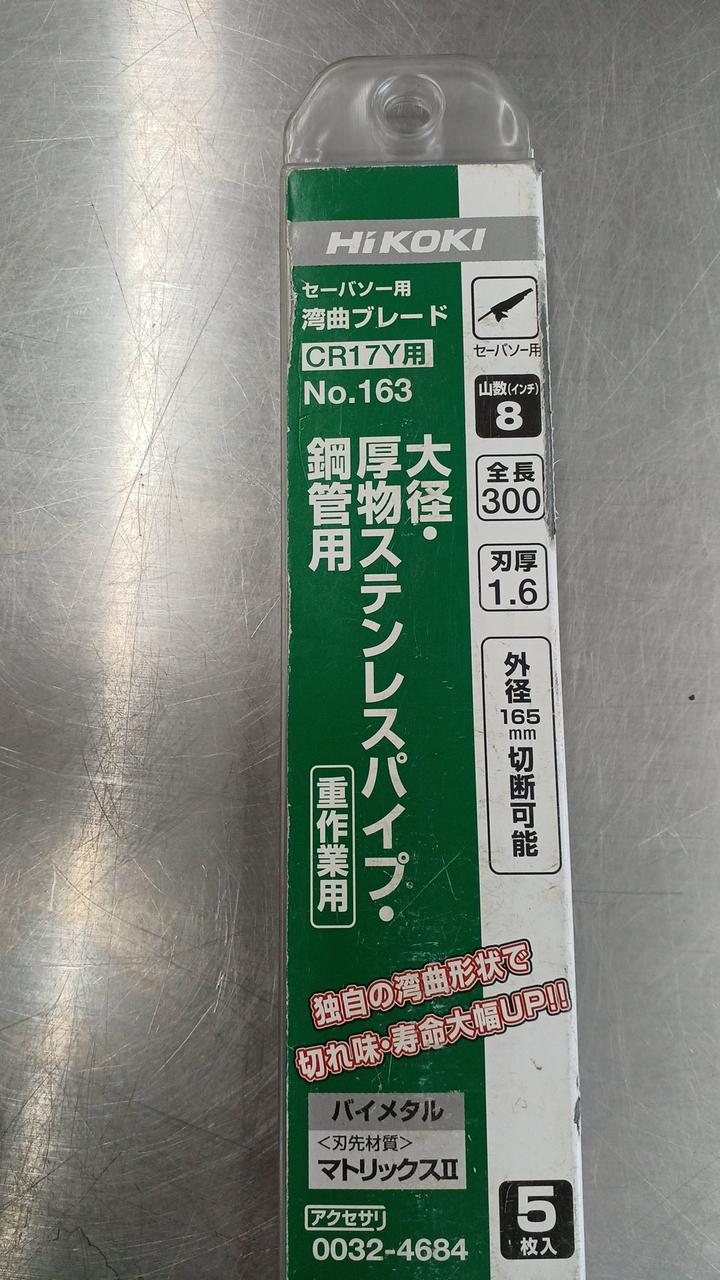 HiKOKI
セーバソー用
湾曲ブレード
CR17Y用
No.163
大径・
厚物ステンレスパイプ・
鋼管用
重作業用
セーバソー用
山数(インチ)
8
全長
300
刃厚
1.6
外径
165
mm
切断可能
独自の湾曲形状で
切れ味・寿命大幅UP!!
バイメタル
<刃先材質>
マトリックスII
アクセサリ
0032-4684
5
枚入